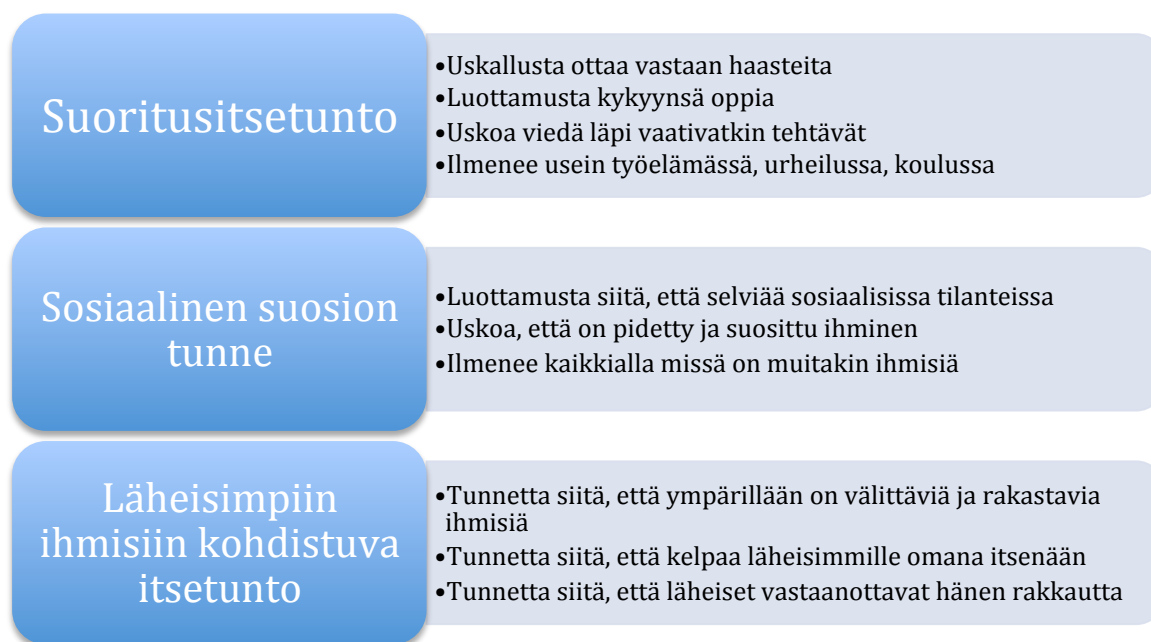 Suoritusitsetunto
•Uskallusta ottaa vastaan haasteita
•Luottamusta kykyynsä oppia
•Uskoa viedä läpi vaativatkin tehtävät
•Ilmenee usein työelämässä, urheilussa, koulussa
Sosiaalinen suosion
tunne
•Luottamusta siitä, että selviää sosiaalisissa tilanteissa
•Uskoa, että on pidetty ja suosittu ihminen
•Ilmenee kaikkialla missä on muitakin ihmisiä
Läheisimpiin
ihmisiin kohdistuva
itsetunto
•Tunnetta siitä, että ympärillään on välittäviä ja rakastavia
ihmisiä
•Tunnetta siitä, että kelpaa läheisimmille omana itsenään
•Tunnetta siitä, että läheiset vastaanottavat hänen rakkautta